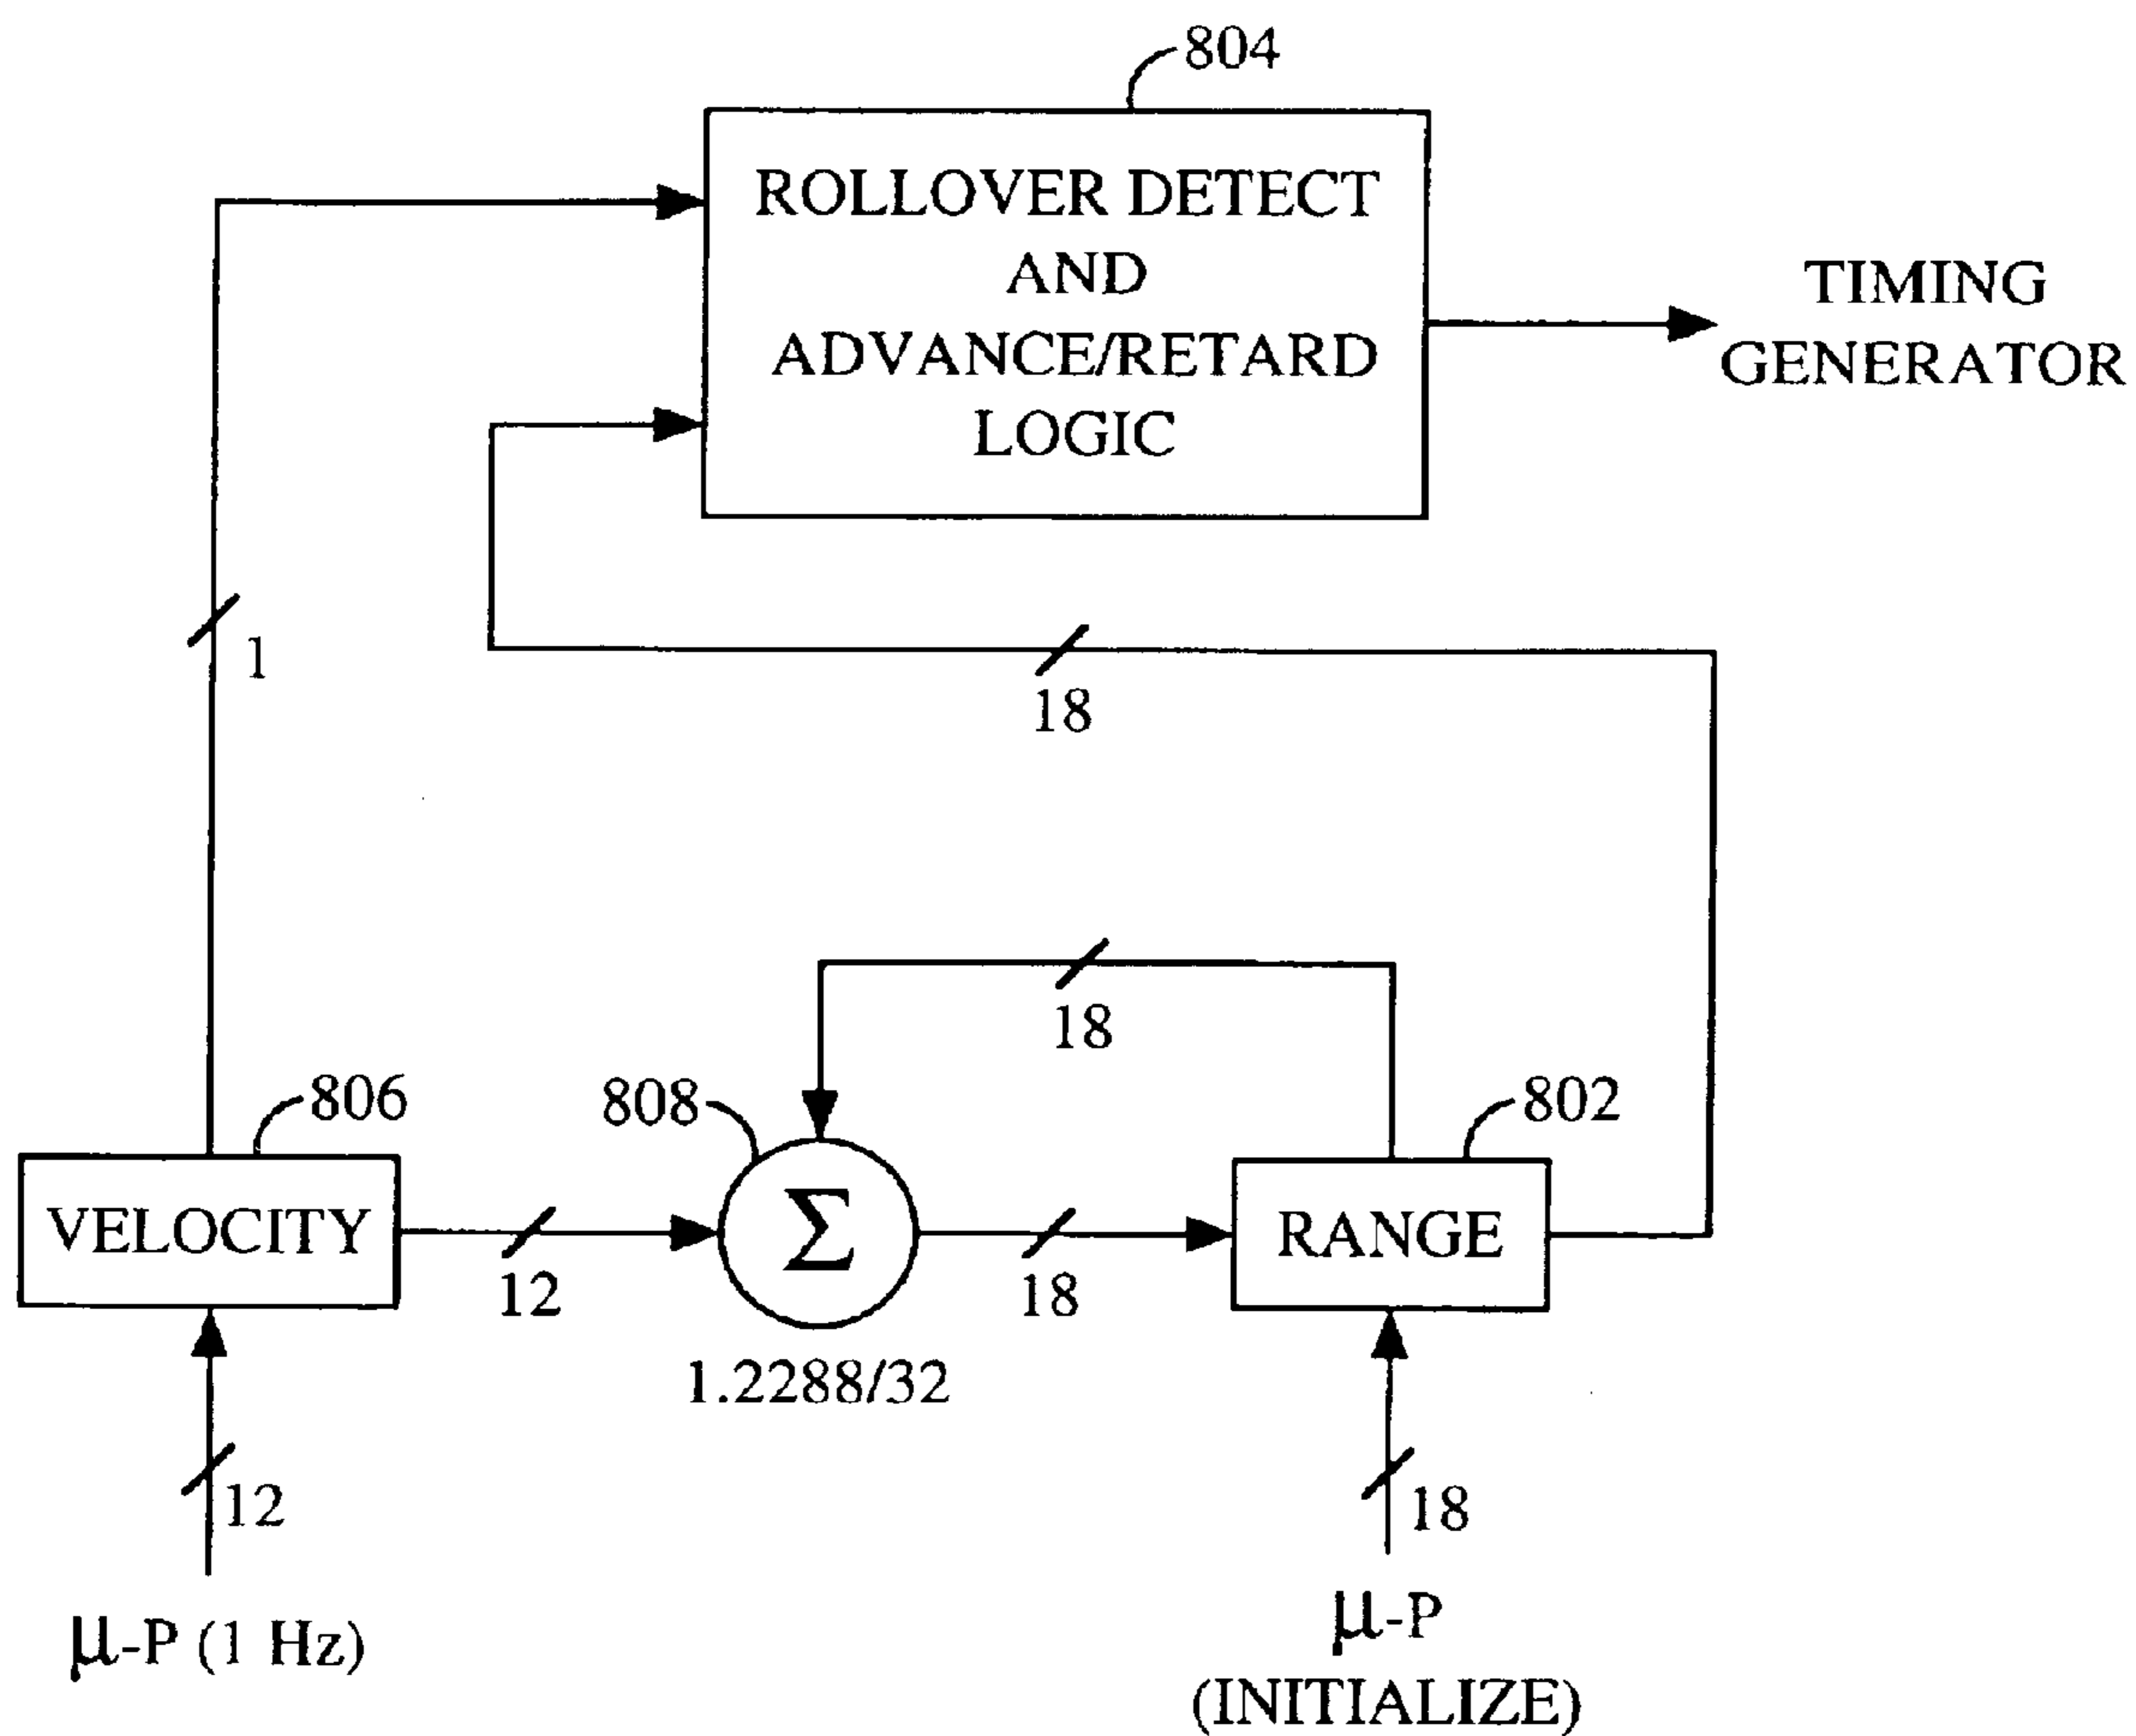 804
ROLLOVER DETECT
AND
ADVANCE/RETARD
LOGIC
TIMING
GENERATOR
1
18
18
806
808
802
VELOCITY
Σ
RANGE
12
18
1.2288/32
12
18
μ-P (1 Hz)
μ-P
(INITIALIZE)